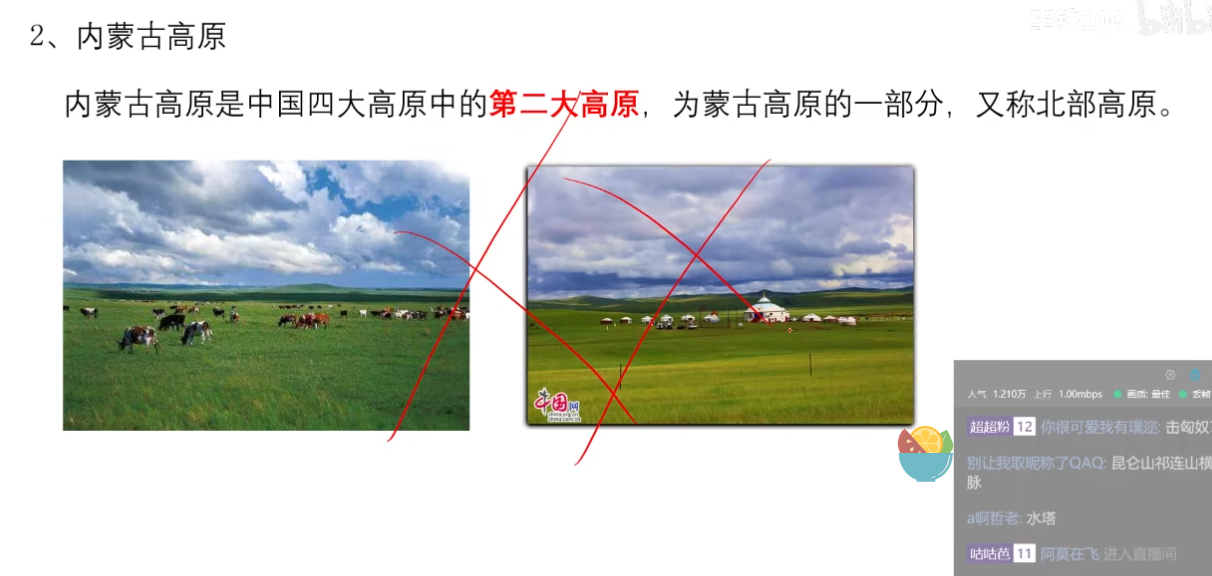 2、内蒙古高原
内蒙古高原是中国四大高原中的第二大高原，为蒙古高原的一部分，又称北部高原。
中国网
china.org.cn
人气 1.210万 上行 1.00mbps 画质: 最佳 丢帧
超超粉 12 你很可爱我有璞迩: 击匈奴
别让我取昵称了QAQ: 昆仑山祁连山横
脉
a啊哲老: 水塔
咕咕芭 11 阿莫在飞 进入直播间